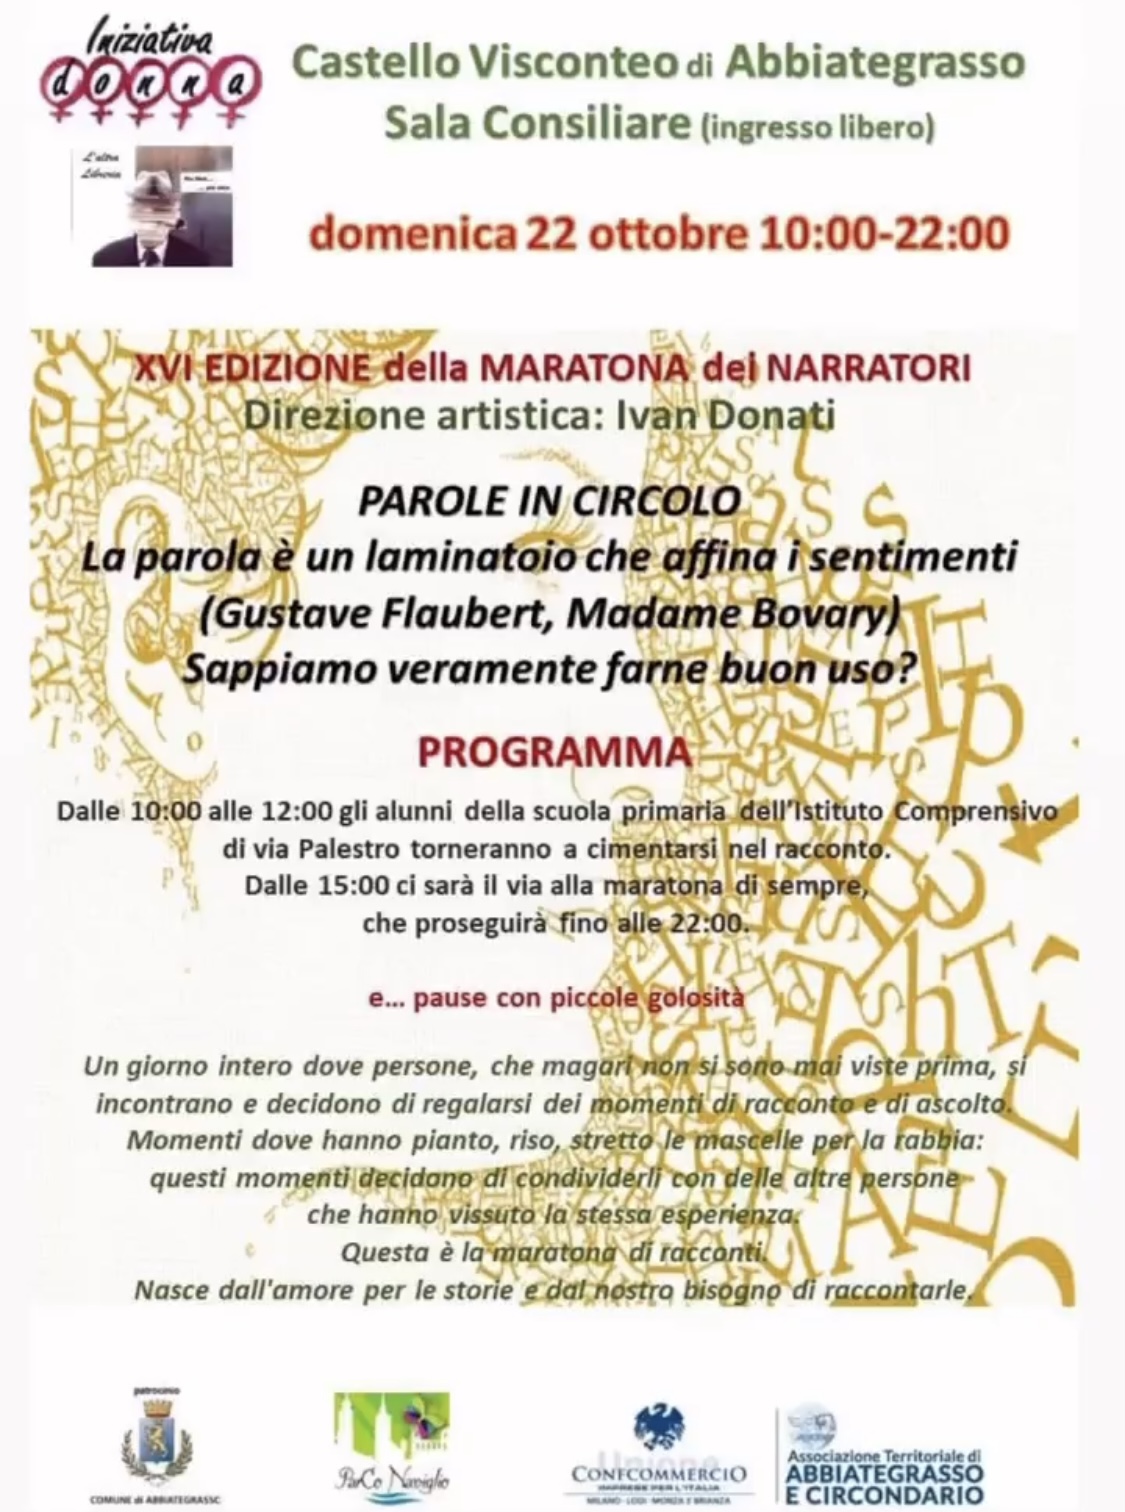 Iniziativa
donna
Castello Visconteo di Abbiategrasso
Sala Consiliare (ingresso libero)
L'altra
Libreria
domenica 22 ottobre 10:00-22:00
XVI EDIZIONE della MARATONA dei NARRATORI
Direzione artistica: Ivan Donati
PAROLE IN CIRCOLO
La parola è un laminatoio che affina i sentimenti
(Gustave Flaubert, Madame Bovary)
Sappiamo veramente farne buon uso?
PROGRAMMA
Dalle 10:00 alle 12:00 gli alunni della scuola primaria dell'Istituto Comprensivo
di via Palestro torneranno a cimentarsi nel racconto.
Dalle 15:00 ci sarà il via alla maratona di sempre,
che proseguirà fino alle 22:00.
e... pause con piccole golosità
Un giorno intero dove persone, che magari non si sono mai viste prima, si
incontrano e decidono di regalarsi dei momenti di racconto e di ascolto.
Momenti dove hanno pianto, riso, stretto le mascelle per la rabbia:
questi momenti decidono di condividerli con delle altre persone
che hanno vissuto la stessa esperienza.
Questa è la maratona di racconti.
Nasce dall'amore per le storie e dal nostro bisogno di raccontarle.
patrocinio
COMUNE di ABBIATEGRASSO
ParCo Naviglio
Unione
CONFCOMMERCIO
IMPRESE PER L'ITALIA
MILANO · LODI · MONZA E BRIANZA
Associazione Territoriale di
ABBIATEGRASSO
E CIRCONDARIO